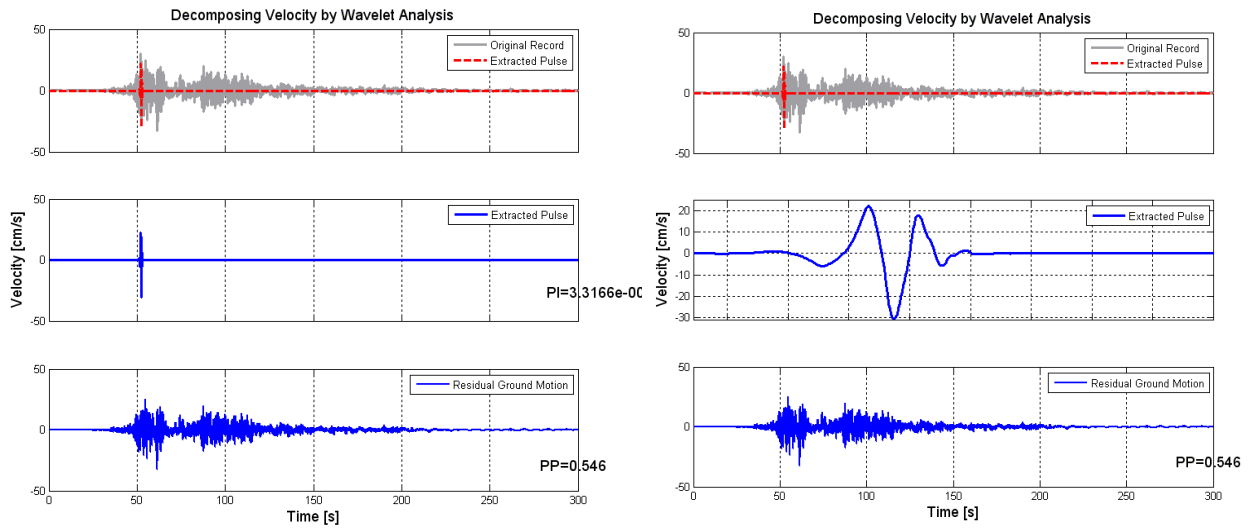 Decomposing Velocity by Wavelet Analysis
50
0
-50
Original Record
Extracted Pulse
Velocity [cm/s]
50
0
-50
Extracted Pulse
PI=3.3166e-00
50
0
-50
Residual Ground Motion
PP=0.546
0 50 100 150 200 250 300
Time [s]
Decomposing Velocity by Wavelet Analysis
50
0
-50
Original Record
Extracted Pulse
Velocity [cm/s]
20
10
0
-10
-20
-30
Extracted Pulse
50
0
-50
Residual Ground Motion
PP=0.546
0 50 100 150 200 250 300
Time [s]